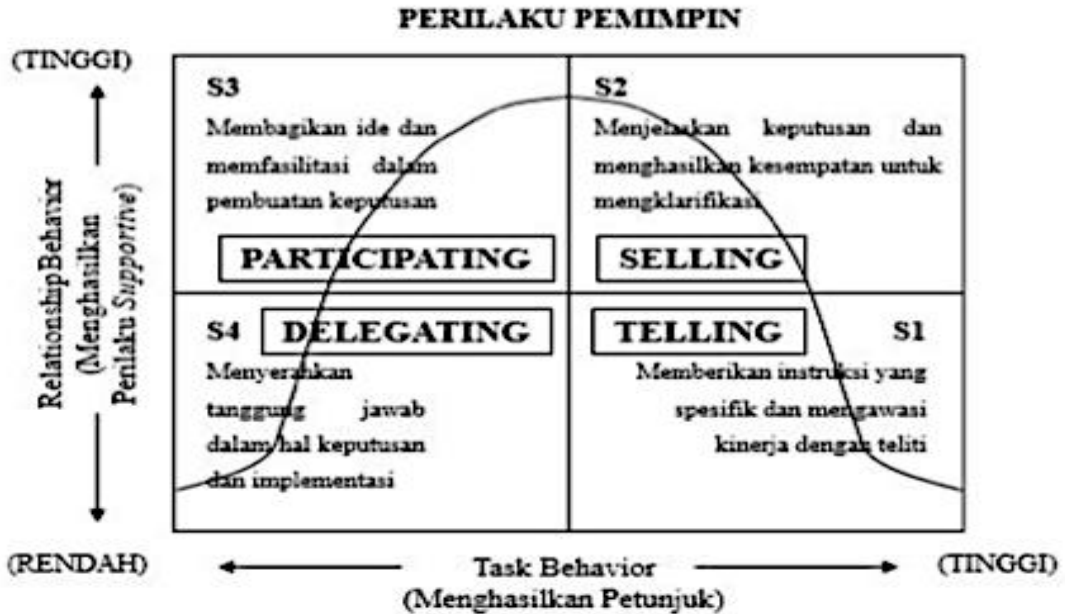 PERILAKU PEMIMPIN
(TINGGI)
Relationship Behavior
(Menghasilkan
Perilaku Supportive)
S3
Membagikan ide dan
memfasilitasi dalam
pembuatan keputusan
PARTICIPATING
S2
Menjelaskan keputusan dan
menghasilkan kesempatan untuk
mengklarifikasi
SELLING
S4
DELEGATING
Menyerahkan
tanggung jawab
dalam hal keputusan
dan implementasi
TELLING
S1
Memberikan instruksi yang
spesifik dan mengawasi
kinerja dengan teliti
(RENDAH)
Task Behavior
(Menghasilkan Petunjuk)
(TINGGI)